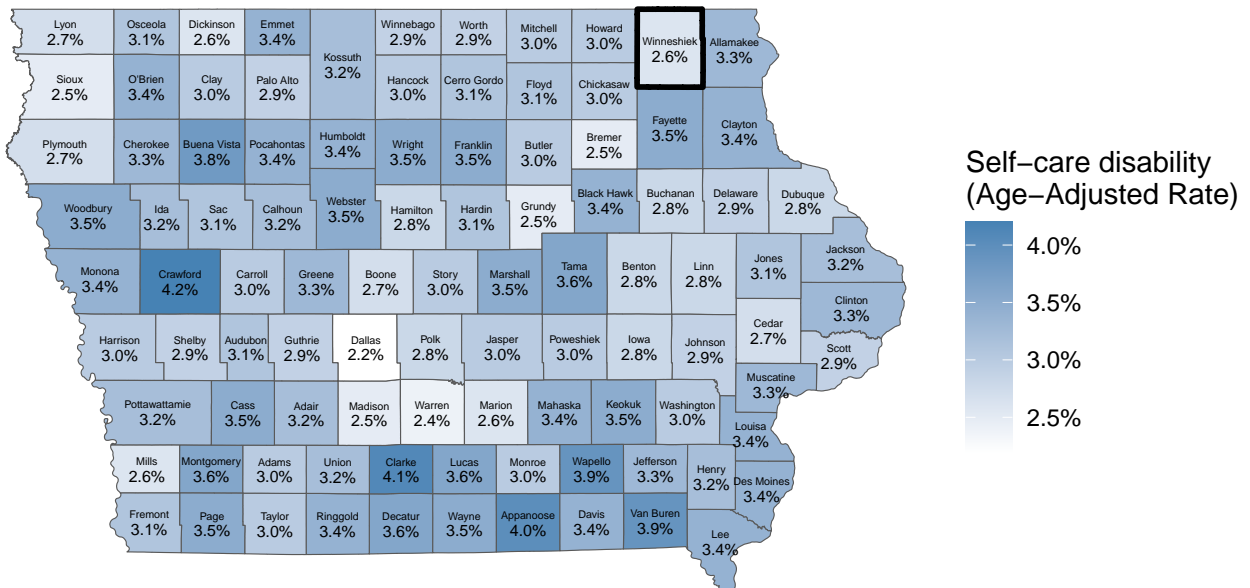 Lyon
2.7%
Osceola
3.1%
Dickinson
2.6%
Emmet
3.4%
Kossuth
3.2%
Winnebago
2.9%
Worth
2.9%
Mitchell
3.0%
Howard
3.0%
Winneshiek
2.6%
Allamakee
3.3%
Sioux
2.5%
O'Brien
3.4%
Clay
3.0%
Palo Alto
2.9%
Hancock
3.0%
Cerro Gordo
3.1%
Floyd
3.1%
Chickasaw
3.0%
Fayette
3.5%
Clayton
3.4%
Plymouth
2.7%
Cherokee
3.3%
Buena Vista
3.8%
Pocahontas
3.4%
Humboldt
3.4%
Wright
3.5%
Franklin
3.5%
Butler
3.0%
Bremer
2.5%
Woodbury
3.5%
Ida
3.2%
Sac
3.1%
Calhoun
3.2%
Webster
3.5%
Hamilton
2.8%
Hardin
3.1%
Grundy
2.5%
Black Hawk
3.4%
Buchanan
2.8%
Delaware
2.9%
Dubuque
2.8%
Monona
3.4%
Crawford
4.2%
Carroll
3.0%
Greene
3.3%
Boone
2.7%
Story
3.0%
Marshall
3.5%
Tama
3.6%
Benton
2.8%
Linn
2.8%
Jones
3.1%
Jackson
3.2%
Clinton
3.3%
Harrison
3.0%
Shelby
2.9%
Audubon
3.1%
Guthrie
2.9%
Dallas
2.2%
Polk
2.8%
Jasper
3.0%
Poweshiek
3.0%
Iowa
2.8%
Johnson
2.9%
Cedar
2.7%
Scott
2.9%
Muscatine
3.3%
Pottawattamie
3.2%
Cass
3.5%
Adair
3.2%
Madison
2.5%
Warren
2.4%
Marion
2.6%
Mahaska
3.4%
Keokuk
3.5%
Washington
3.0%
Louisa
3.4%
Mills
2.6%
Montgomery
3.6%
Adams
3.0%
Union
3.2%
Clarke
4.1%
Lucas
3.6%
Monroe
3.0%
Wapello
3.9%
Jefferson
3.3%
Henry
3.2%
Des Moines
3.4%
Fremont
3.1%
Page
3.5%
Taylor
3.0%
Ringgold
3.4%
Decatur
3.6%
Wayne
3.5%
Appanoose
4.0%
Davis
3.4%
Van Buren
3.9%
Lee
3.4%
Self−care disability
(Age−Adjusted Rate)
4.0%
3.5%
3.0%
2.5%